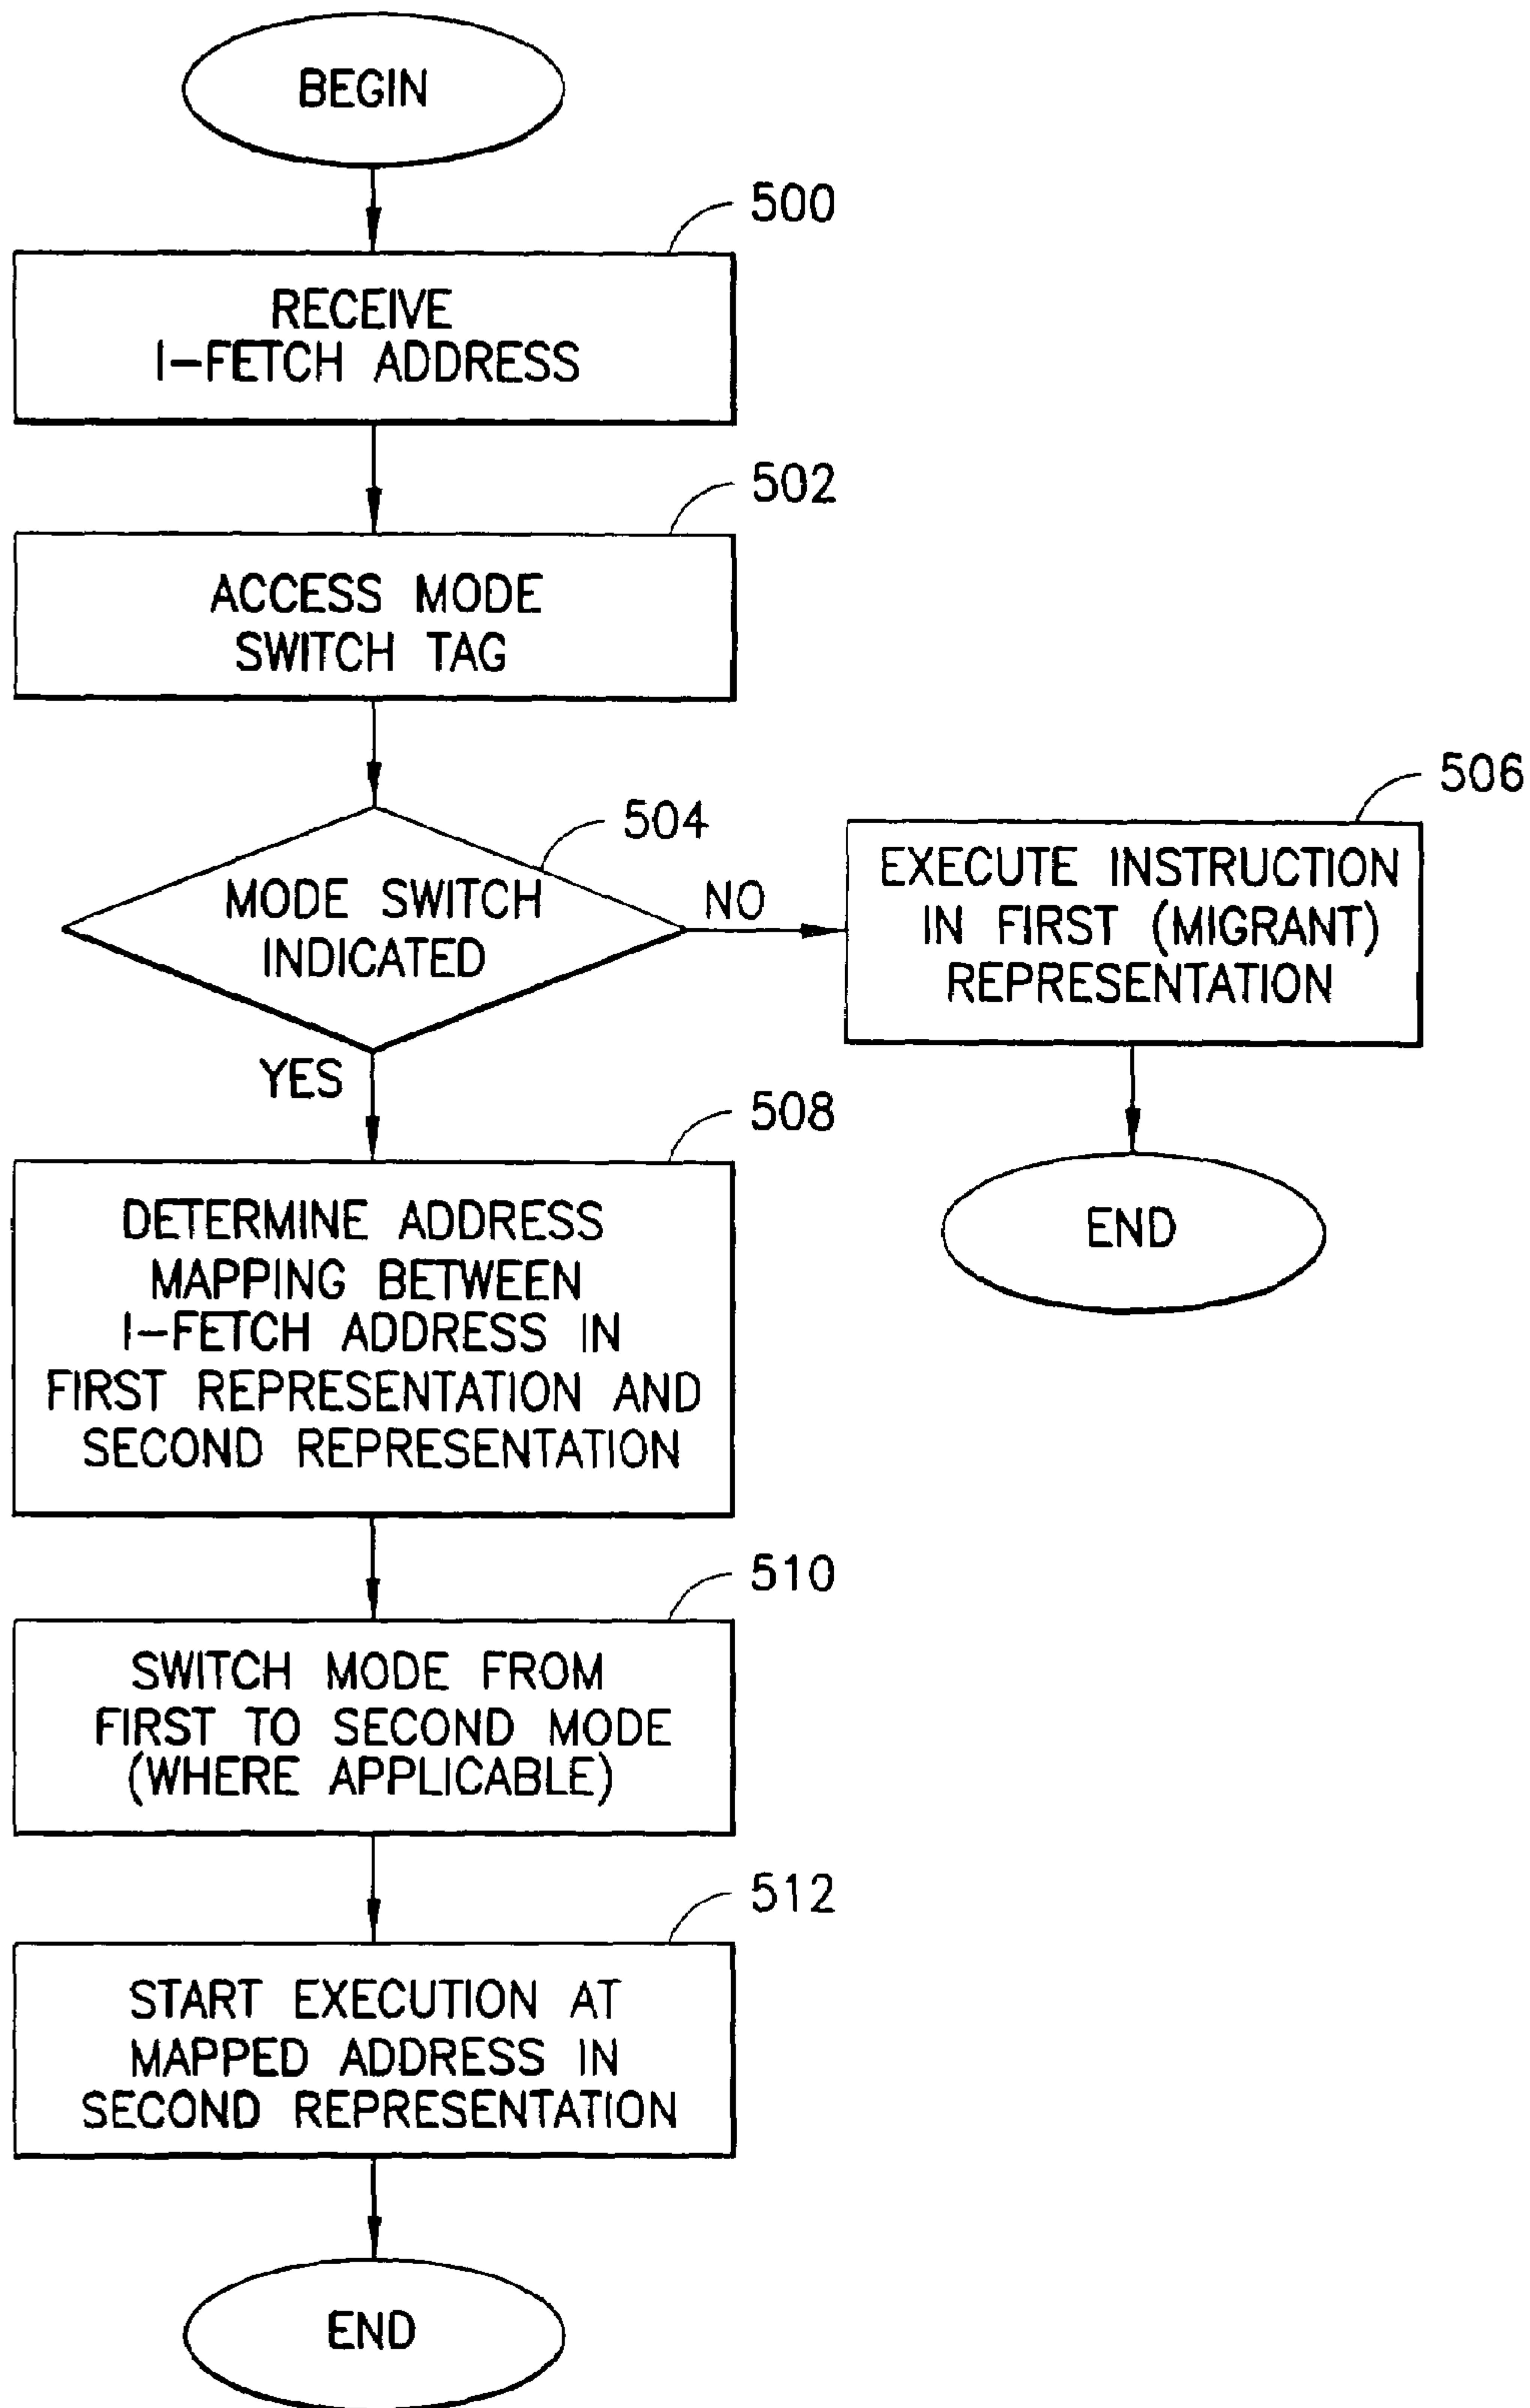 BEGIN
500
RECEIVE
I-FETCH ADDRESS
502
ACCESS MODE
SWITCH TAG
504
MODE SWITCH
INDICATED
NO
506
EXECUTE INSTRUCTION
IN FIRST (MIGRANT)
REPRESENTATION
END
YES
508
DETERMINE ADDRESS
MAPPING BETWEEN
I-FETCH ADDRESS IN
FIRST REPRESENTATION AND
SECOND REPRESENTATION
510
SWITCH MODE FROM
FIRST TO SECOND MODE
(WHERE APPLICABLE)
512
START EXECUTION AT
MAPPED ADDRESS IN
SECOND REPRESENTATION
END